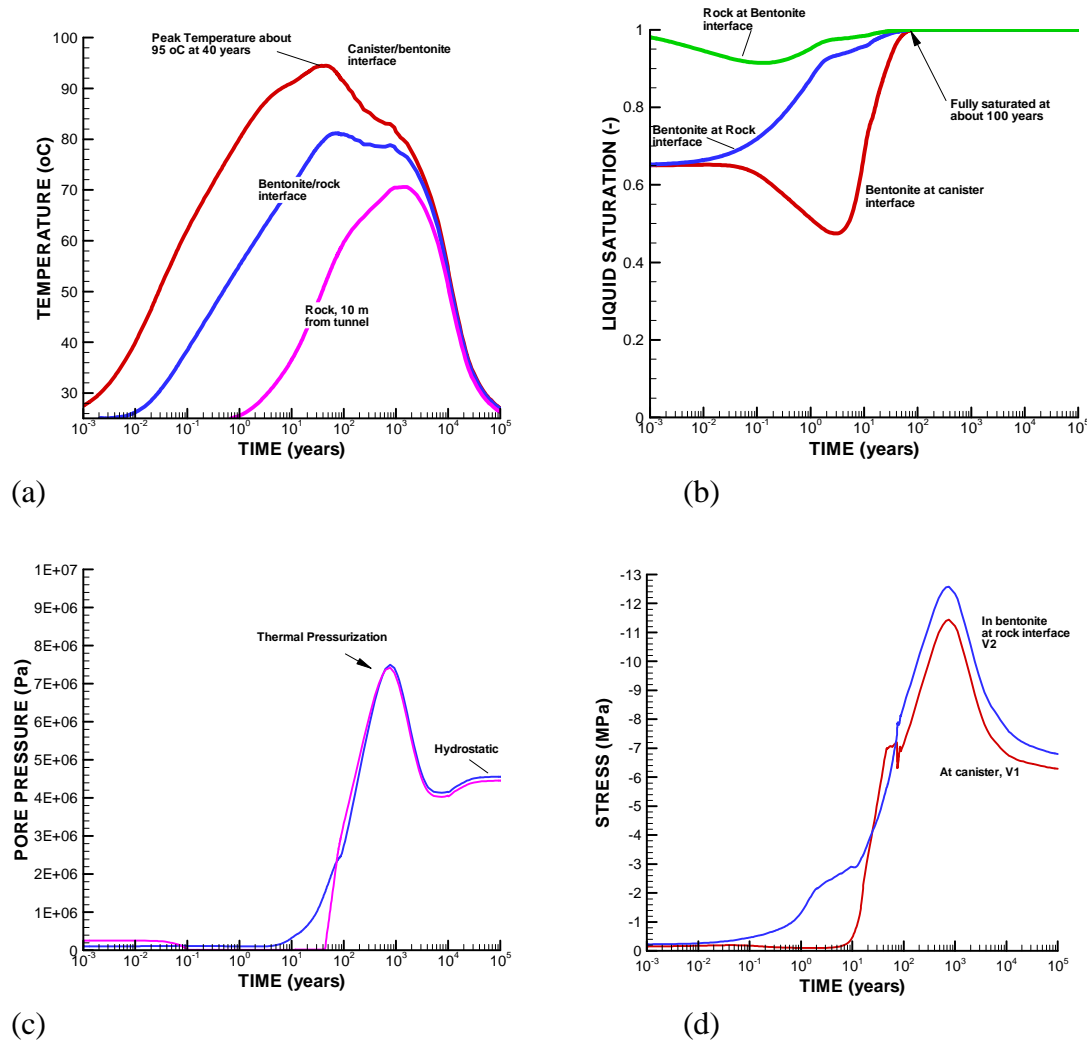 Peak Temperature about
95 oC at 40 years
Canister/bentonite
interface
Bentonite/rock
interface
Rock, 10 m
from tunnel
TEMPERATURE (oC)
100
90
80
70
60
50
40
30
10-3 10-2 10-1 100 101 102 103 104 105
TIME (years)
(a)
Rock at Bentonite
interface
Fully saturated at
about 100 years
Bentonite at Rock
interface
Bentonite at canister
interface
LIQUID SATURATION (-)
1
0.8
0.6
0.4
0.2
0
10-3 10-2 10-1 100 101 102 103 104 105
TIME (years)
(b)
Thermal Pressurization
Hydrostatic
PORE PRESSURE (Pa)
1E+07
9E+06
8E+06
7E+06
6E+06
5E+06
4E+06
3E+06
2E+06
1E+06
0
10-3 10-2 10-1 100 101 102 103 104 105
TIME (years)
(c)
In bentonite
at rock interface
V2
At canister, V1
STRESS (MPa)
-13
-12
-11
-10
-9
-8
-7
-6
-5
-4
-3
-2
-1
0
10-3 10-2 10-1 100 101 102 103 104 105
TIME (years)
(d)